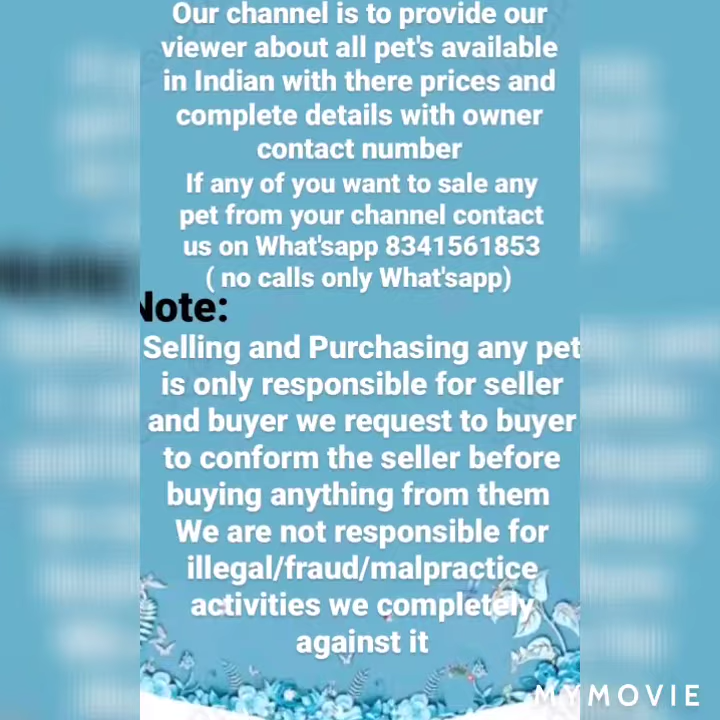 Our channel is to provide our
viewer about all pet's available
in Indian with there prices and
complete details with owner
contact number
If any of you want to sale any
pet from your channel contact
us on What'sapp 8341561853
( no calls only What'sapp)
Note:
Selling and Purchasing any pet
is only responsible for seller
and buyer we request to buyer
to conform the seller before
buying anything from them
We are not responsible for
illegal/fraud/malpractice
activities we completely
against it
MYMOVIE